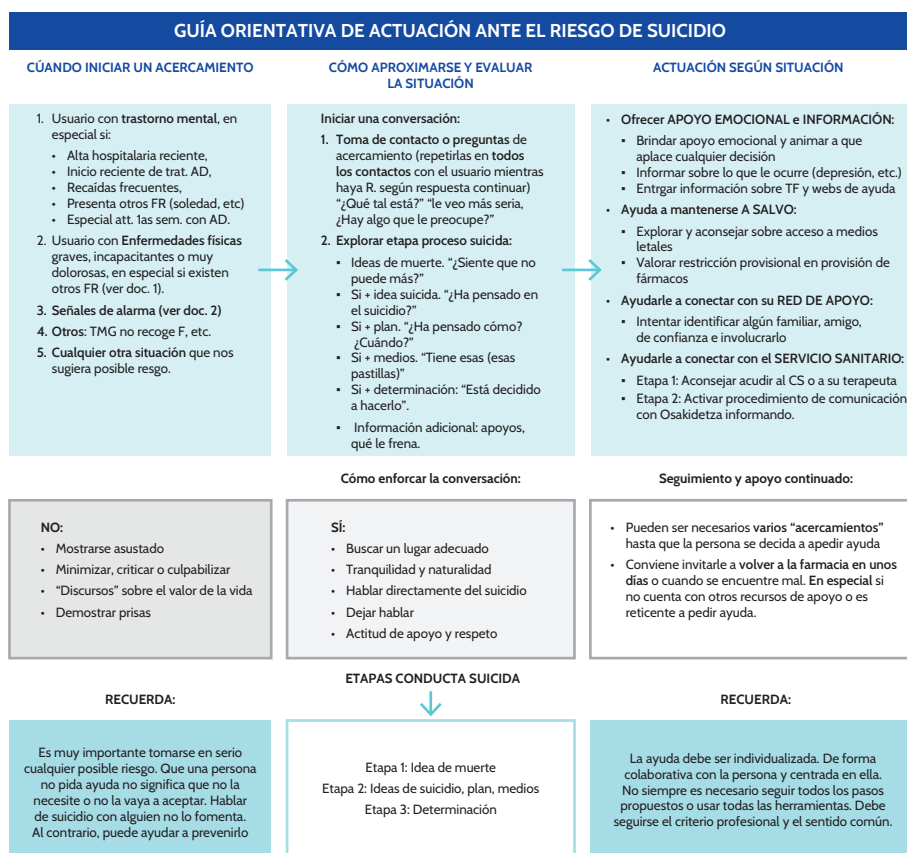 GUÍA ORIENTATIVA DE ACTUACIÓN ANTE EL RIESGO DE SUICIDIO
CÚANDO INICIAR UN ACERCAMIENTO
1. Usuario con trastorno mental, en
especial si:
• Alta hospitalaria reciente,
• Inicio reciente de trat. AD,
• Recaídas frecuentes,
• Presenta otros FR (soledad, etc)
• Especial att. 1as sem. con AD.
2. Usuario con Enfermedades físicas
graves, incapacitantes o muy
dolorosas, en especial si existen
otros FR (ver doc. 1).
3. Señales de alarma (ver doc. 2)
4. Otros: TMG no recoge F, etc.
5. Cualquier otra situación que nos
sugiera posible resgo.
CÓMO APROXIMARSE Y EVALUAR
LA SITUACIÓN
Iniciar una conversación:
1. Toma de contacto o preguntas de
acercamiento (repetirlas en todos
los contactos con el usuario mientras
haya R. según respuesta continuar)
“¿Qué tal está?” “le veo más seria,
¿Hay algo que le preocupe?”
2. Explorar etapa proceso suicida:
▪ Ideas de muerte. “¿Siente que no
puede más?”
▪ Si + idea suicida. “¿Ha pensado en
el suicidio?”
▪ Si + plan. “¿Ha pensado cómo?
¿Cuándo?”
▪ Si + medios. “Tiene esas (esas
pastillas)”
▪ Si + determinación: “Está decidido
a hacerlo”.
▪ Información adicional: apoyos,
qué le frena.
ACTUACIÓN SEGÚN SITUACIÓN
• Ofrecer APOYO EMOCIONAL e INFORMACIÓN:
▪ Brindar apoyo emocional y animar a que
aplace cualquier decisión
▪ Informar sobre lo que le ocurre (depresión, etc.)
▪ Entrgar información sobre TF y webs de ayuda
• Ayuda a mantenerse A SALVO:
▪ Explorar y aconsejar sobre acceso a medios
letales
▪ Valorar restricción provisional en provisión de
fármacos
• Ayudarle a conectar con su RED DE APOYO:
▪ Intentar identificar algún familiar, amigo,
de confianza e involucrarlo
• Ayudarle a conectar con el SERVICIO SANITARIO:
▪ Etapa 1: Aconsejar acudir al CS o a su terapeuta
▪ Etapa 2: Activar procedimiento de comunicación
con Osakidetza informando.
NO:
• Mostrarse asustado
• Minimizar, criticar o culpabilizar
• “Discursos” sobre el valor de la vida
• Demostrar prisas
Cómo enforcar la conversación:
SÍ:
• Buscar un lugar adecuado
• Tranquilidad y naturalidad
• Hablar directamente del suicidio
• Dejar hablar
• Actitud de apoyo y respeto
Seguimiento y apoyo continuado:
• Pueden ser necesarios varios “acercamientos”
hasta que la persona se decida a apedir ayuda
• Conviene invitarle a volver a la farmacia en unos
días o cuando se encuentre mal. En especial si
no cuenta con otros recursos de apoyo o es
reticente a pedir ayuda.
RECUERDA:
Es muy importante tomarse en serio
cualquier posible riesgo. Que una persona
no pida ayuda no significa que no la
necesite o no la vaya a aceptar. Hablar
de suicidio con alguien no lo fomenta.
Al contrario, puede ayudar a prevenirlo
ETAPAS CONDUCTA SUICIDA
Etapa 1: Idea de muerte
Etapa 2: Ideas de suicidio, plan, medios
Etapa 3: Determinación
RECUERDA:
La ayuda debe ser individualizada. De forma
colaborativa con la persona y centrada en ella.
No siempre es necesario seguir todos los pasos
propuestos o usar todas las herramientas. Debe
seguirse el criterio profesional y el sentido común.